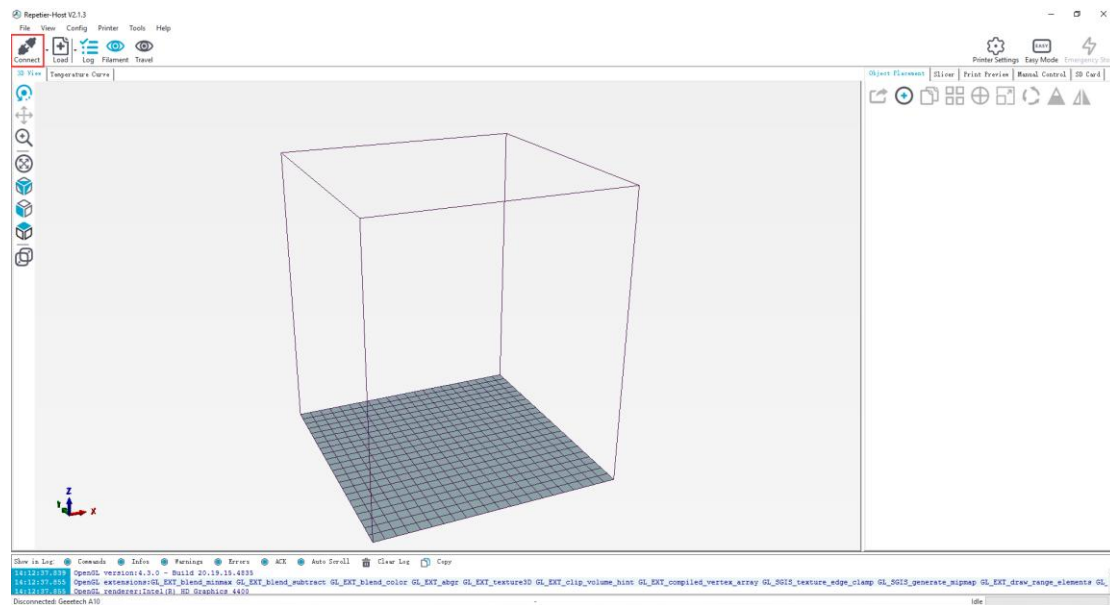 Repetier-Host V2.1.3
File View Config Printer Tools Help
Connect Load Log Filament Travel
Printer Settings Easy Mode Emergency Sto
EASY
3D View Temperature Curve
Object Placement Slicer Print Preview Manual Control SD Card
Z
Y
X
Show in Log: Commands Infos Warnings Errors ACK Auto Scroll Clear Log Copy
14:12:37.839 OpenGL version:4.3.0 - Build 20.19.15.4835
14:12:37.855 OpenGL extensions:GL_EXT_blend_minmax GL_EXT_blend_subtract GL_EXT_blend_color GL_EXT_abgr GL_EXT_texture3D GL_EXT_clip_volume_hint GL_EXT_compiled_vertex_array GL_SGIS_texture_edge_clamp GL_SGIS_generate_mipmap GL_EXT_draw_range_elements GL_
14:12:37.855 OpenGL renderer:Intel(R) HD Graphics 4400
Disconnected: Geeetech A10 - Idle